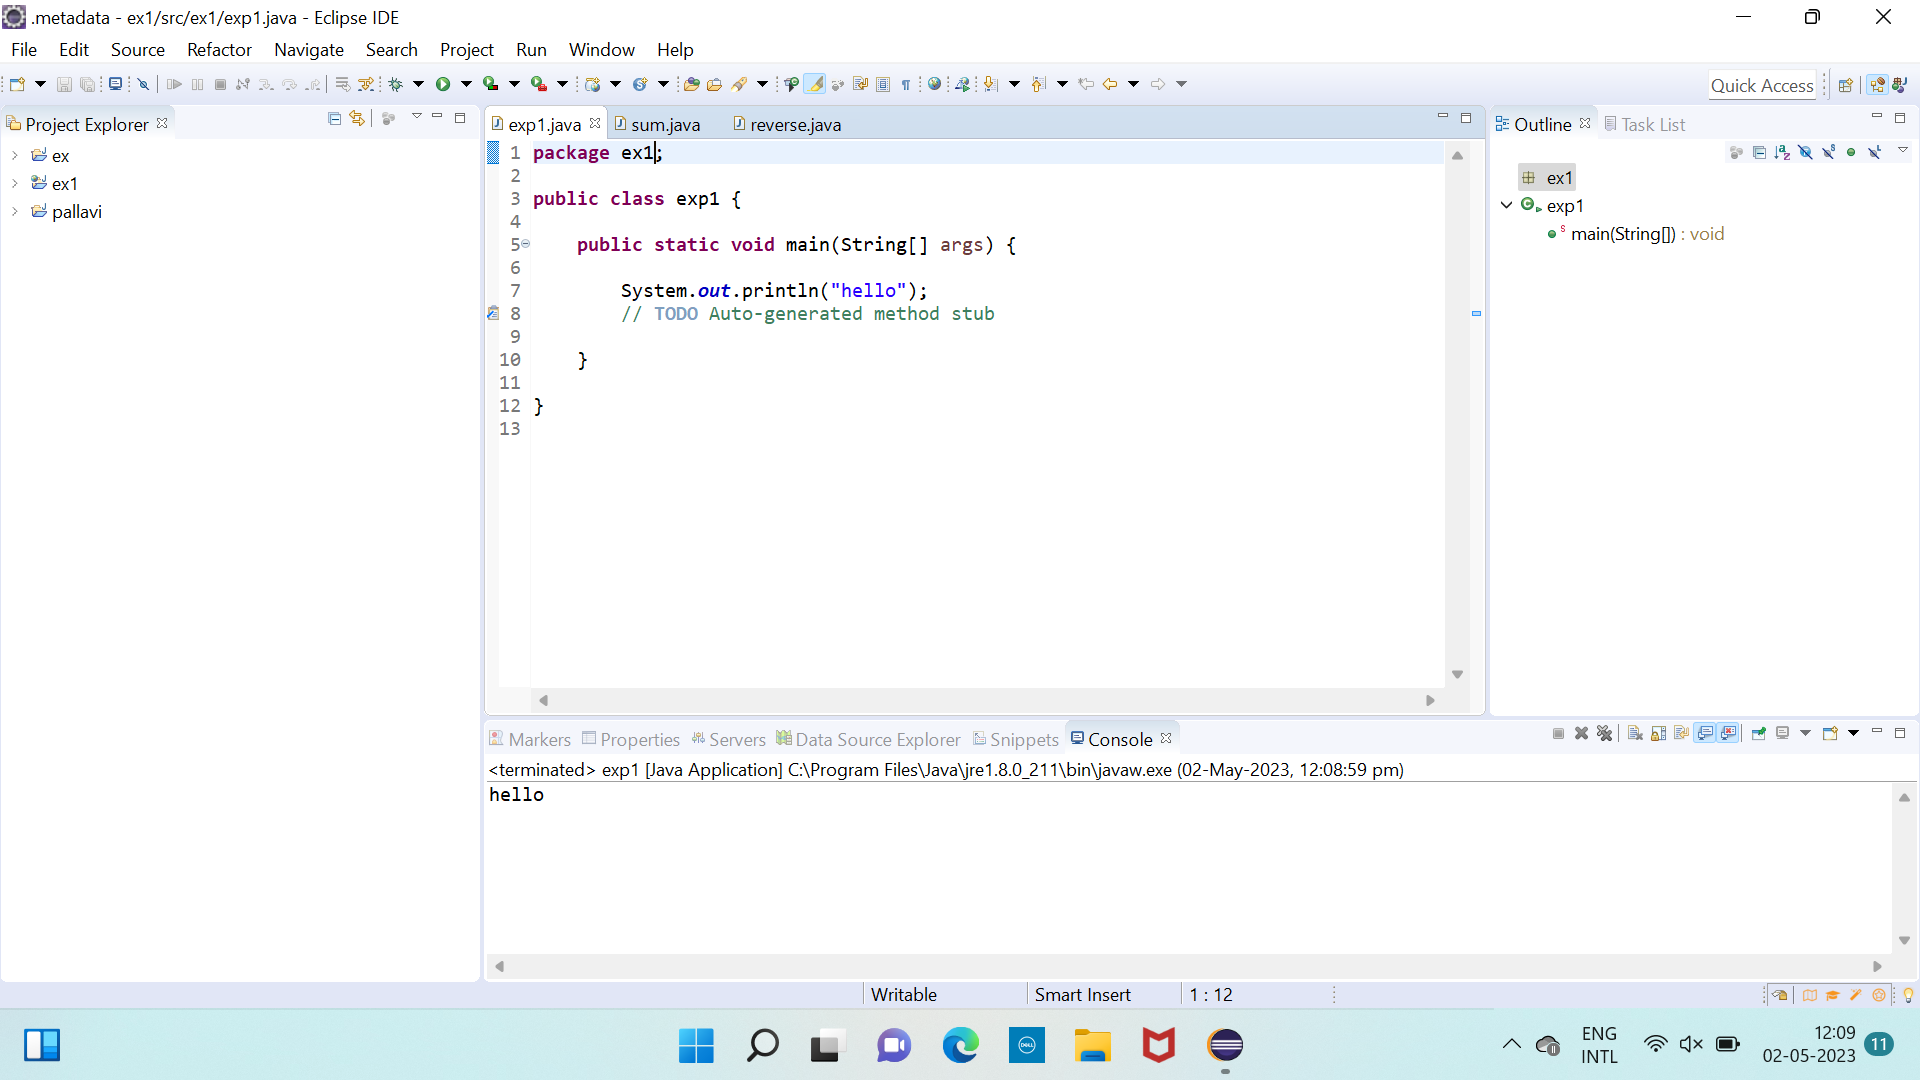 .metadata - ex1/src/ex1/exp1.java - Eclipse IDE
File Edit Source Refactor Navigate Search Project Run Window Help
Quick Access
Project Explorer
ex
ex1
pallavi
exp1.java sum.java reverse.java
1 package ex1;
2
3 public class exp1 {
4
5 public static void main(String[] args) {
6
7 System.out.println("hello");
8 // TODO Auto-generated method stub
9
10 }
11
12 }
13
Outline Task List
ex1
exp1
main(String[]) : void
Markers Properties Servers Data Source Explorer Snippets Console
<terminated> exp1 [Java Application] C:\Program Files\Java\jre1.8.0_211\bin\javaw.exe (02-May-2023, 12:08:59 pm)
hello
Writable Smart Insert 1 : 12
DELL
ENG
INTL
12:09
02-05-2023
11